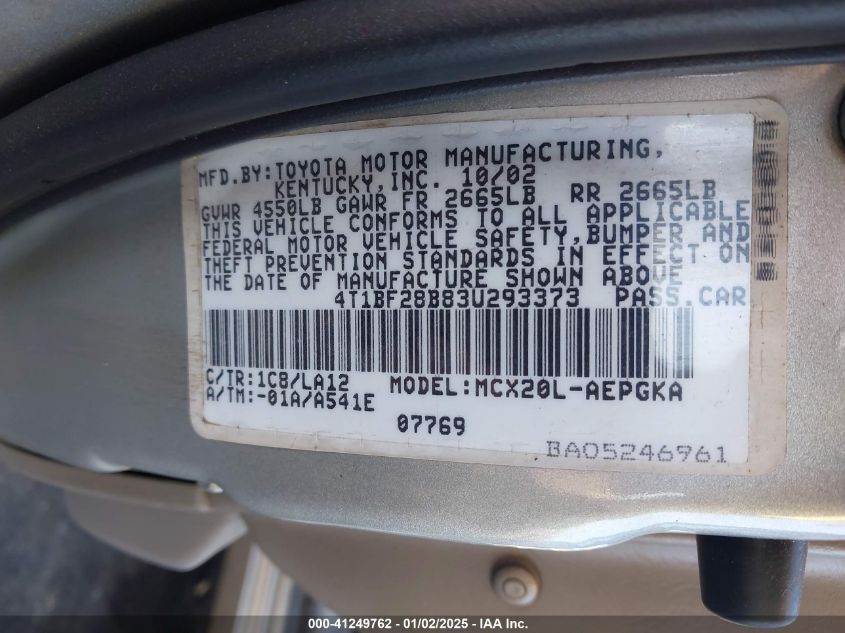 MFD.BY:TOYOTA MOTOR MANUFACTURING,
KENTUCKY,INC. 10/02
GVWR 4550LB GAWR FR 2665LB RR 2665LB
THIS VEHICLE CONFORMS TO ALL APPLICABLE
FEDERAL MOTOR VEHICLE SAFETY,BUMPER AND
THEFT PREVENTION STANDARDS IN EFFECT ON
THE DATE OF MANUFACTURE SHOWN ABOVE.
4T1BF28B83U293373 PASS.CAR
C/TR:1C8/LA12 MODEL:MCX20L-AEPGKA
A/TM:-01A/A541E
07769
BA05246961
000-41249762 - 01/02/2025 - IAA Inc.